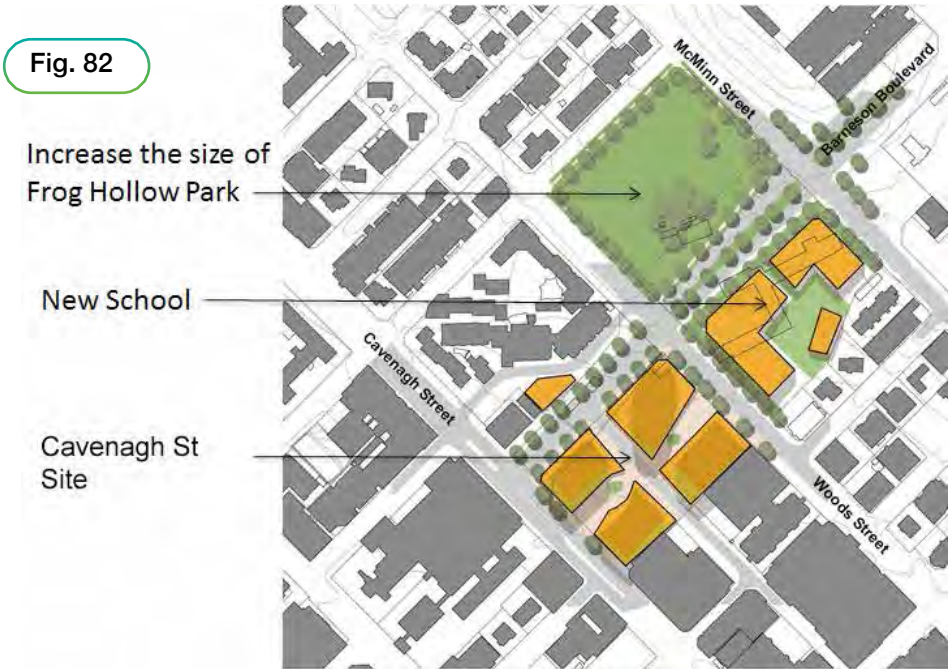 Fig. 82
McMinn Street
Barneson Boulevard
Increase the size of
Frog Hollow Park
New School
Cavenagh Street
Cavenagh St
Site
Woods Street